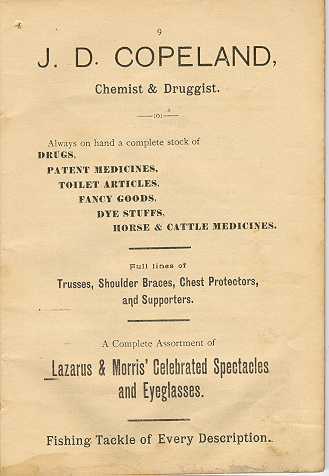 9
J. D. COPELAND,
Chemist & Druggist.
—:o:—
Always on hand a complete stock of
DRUGS,
PATENT MEDICINES,
TOILET ARTICLES,
FANCY GOODS,
DYE STUFFS,
HORSE & CATTLE MEDICINES.
Full lines of
Trusses, Shoulder Braces, Chest Protectors,
and Supporters.
A Complete Assortment of
Lazarus & Morris' Celebrated Spectacles
and Eyeglasses.
Fishing Tackle of Every Description.